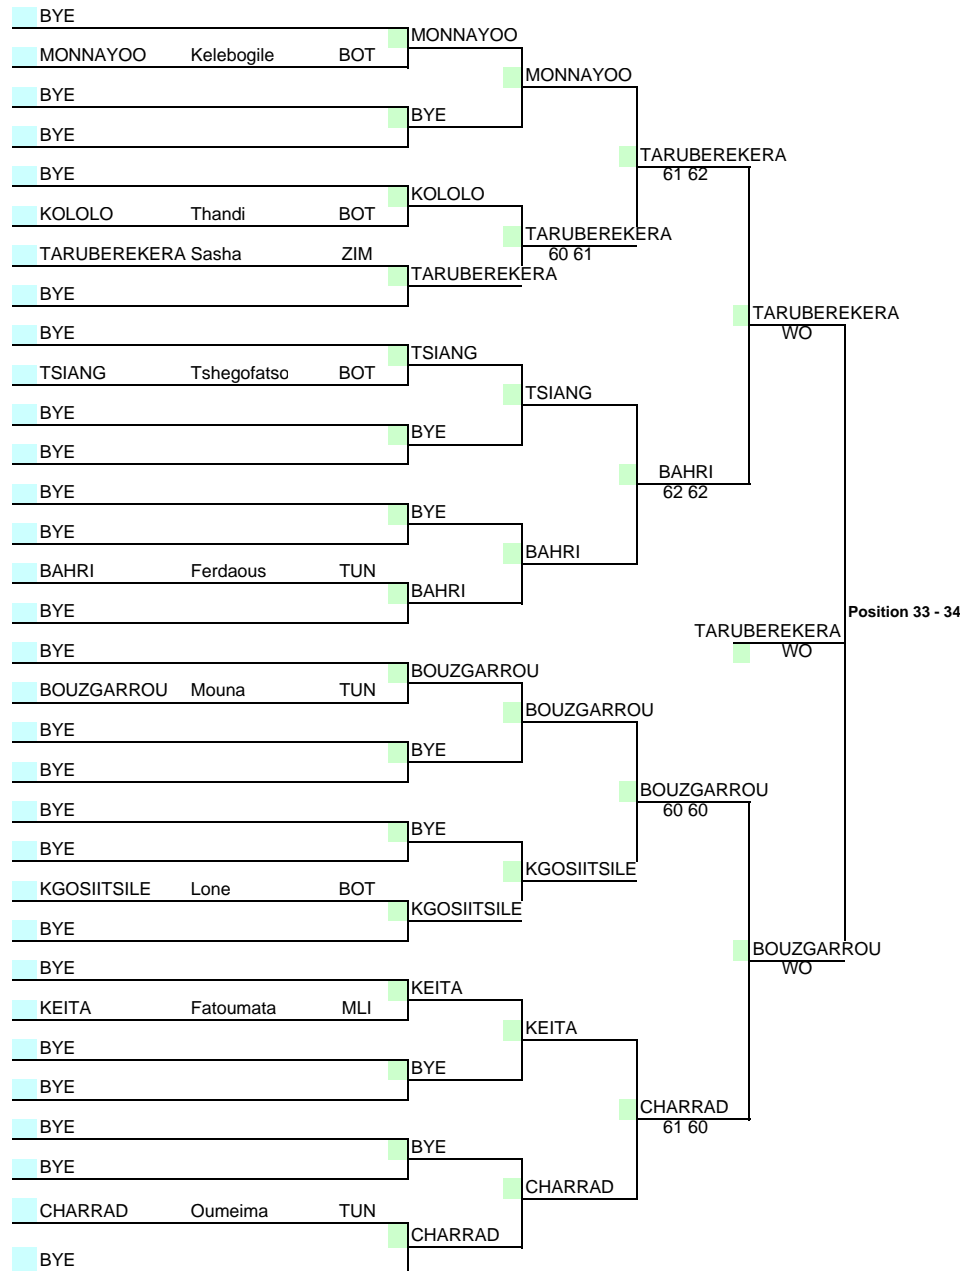 BYE
MONNAYOO
MONNAYOO Kelebogile BOT
MONNAYOO
BYE
BYE
BYE
TARUBEREKERA
61 62
BYE
KOLOLO
KOLOLO Thandi BOT
TARUBEREKERA
60 61
TARUBEREKERA Sasha ZIM
TARUBEREKERA
BYE
TARUBEREKERA
WO
BYE
TSIANG
TSIANG Tshegofatso BOT
TSIANG
BYE
BYE
BYE
BAHRI
62 62
BYE
BYE
BYE
BAHRI
BAHRI Ferdaous TUN
BAHRI
BYE
Position 33 - 34
TARUBEREKERA
WO
BYE
BOUZGARROU
BOUZGARROU Mouna TUN
BOUZGARROU
BYE
BYE
BYE
BOUZGARROU
60 60
BYE
BYE
BYE
KGOSIITSILE
KGOSIITSILE Lone BOT
KGOSIITSILE
BYE
BOUZGARROU
WO
BYE
KEITA
KEITA Fatoumata MLI
KEITA
BYE
BYE
BYE
CHARRAD
61 60
BYE
BYE
BYE
CHARRAD
CHARRAD Oumeima TUN
CHARRAD
BYE